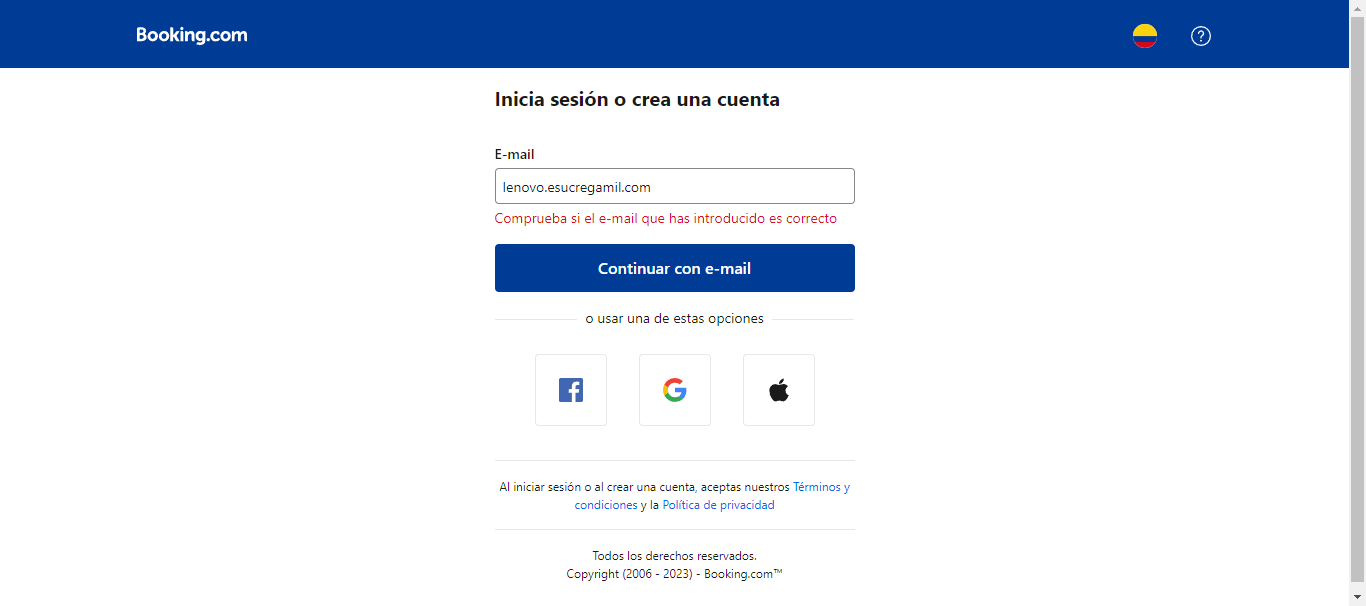 Booking.com
Inicia sesión o crea una cuenta
E-mail
lenovo.esucregamil.com
Comprueba si el e-mail que has introducido es correcto
Continuar con e-mail
o usar una de estas opciones
Al iniciar sesión o al crear una cuenta, aceptas nuestros Términos y
condiciones y la Política de privacidad
Todos los derechos reservados.
Copyright (2006 - 2023) - Booking.com™